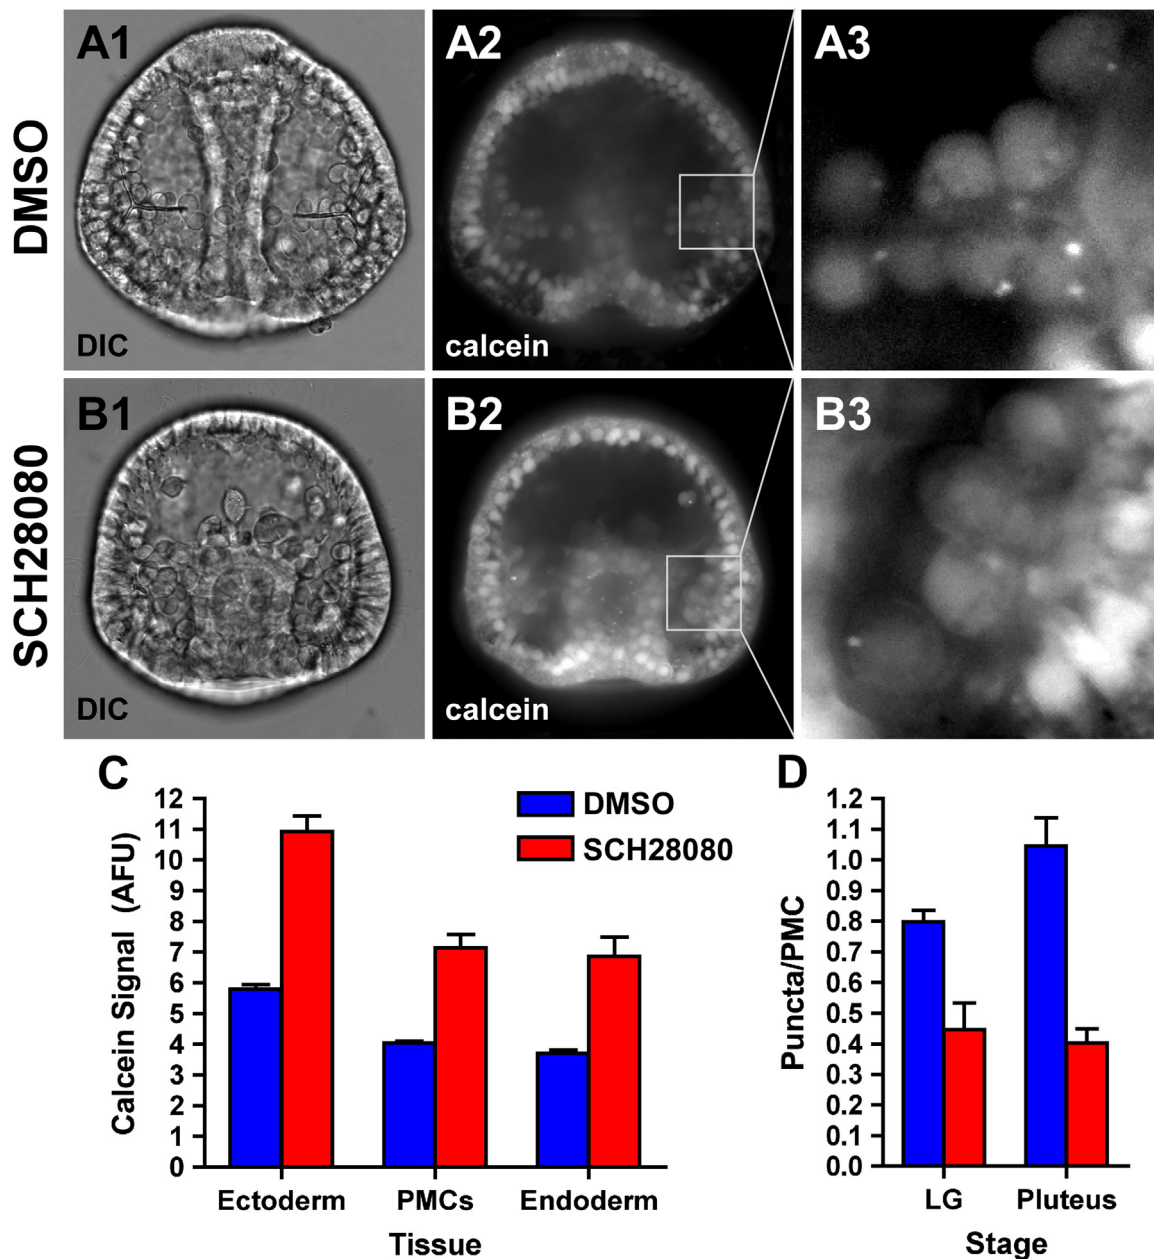 DMSO
A1
DIC
A2
calcein
A3
SCH28080
B1
DIC
B2
calcein
B3
C
Calcein Signal (AFU)
12
11
10
9
8
7
6
5
4
3
2
1
0
DMSO
SCH28080
Ectoderm PMCs Endoderm
Tissue
D
Puncta/PMC
1.2
1.1
1.0
0.9
0.8
0.7
0.6
0.5
0.4
0.3
0.2
0.1
0.0
LG Pluteus
Stage